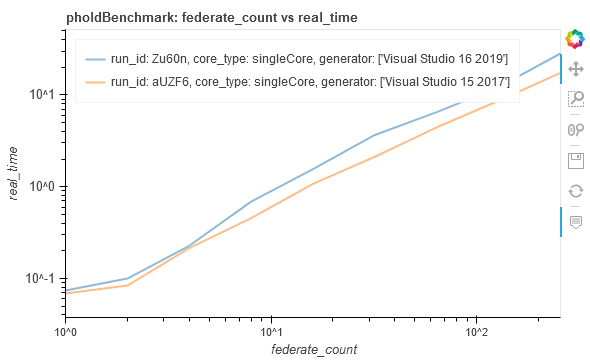 pholdBenchmark: federate_count vs real_time
run_id: Zu60n, core_type: singleCore, generator: ['Visual Studio 16 2019']
run_id: aUZF6, core_type: singleCore, generator: ['Visual Studio 15 2017']
real_time
10^1
10^0
10^-1
10^0
10^1
10^2
federate_count